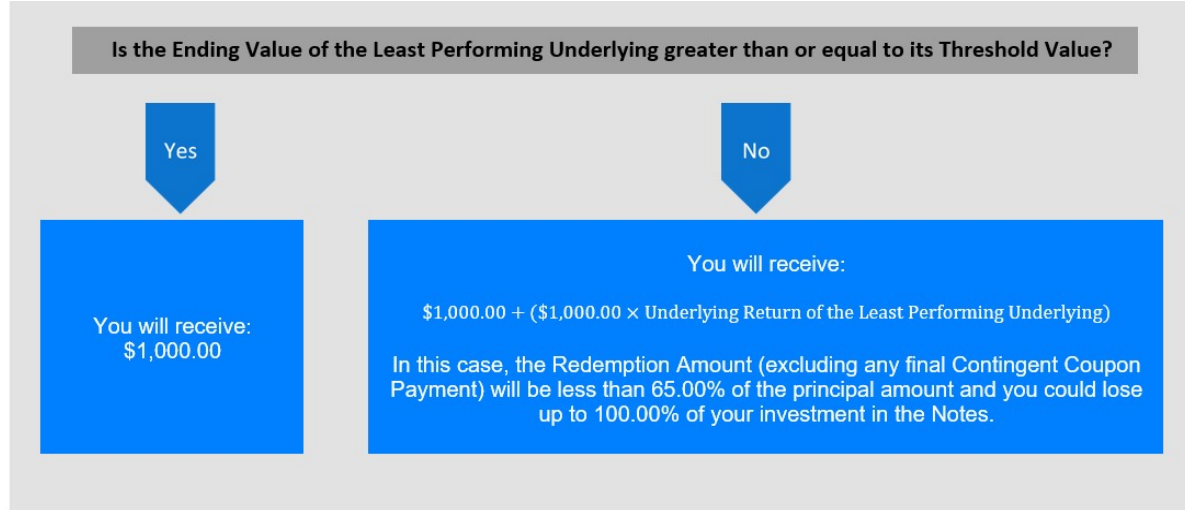 Is the Ending Value of the Least Performing Underlying greater than or equal to its Threshold Value?
Yes
No
You will receive:
$1,000.00
You will receive:
$1,000.00 + ($1,000.00 × Underlying Return of the Least Performing Underlying)
In this case, the Redemption Amount (excluding any final Contingent Coupon
Payment) will be less than 65.00% of the principal amount and you could lose
up to 100.00% of your investment in the Notes.